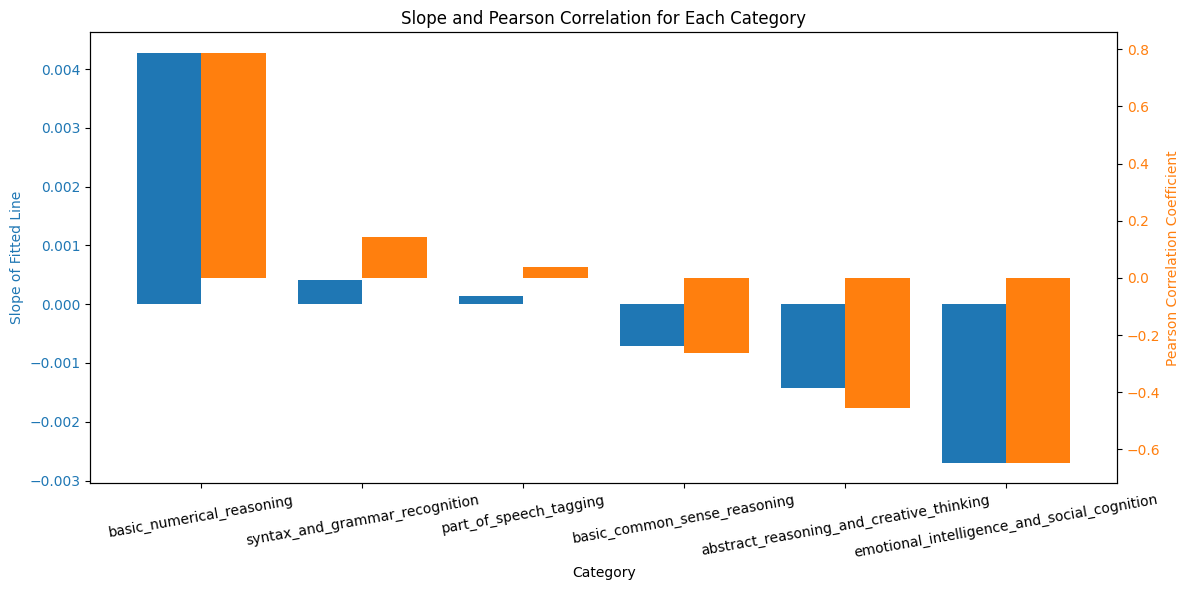 Slope and Pearson Correlation for Each Category
Slope of Fitted Line
0.004
0.003
0.002
0.001
0.000
−0.001
−0.002
−0.003
0.8
0.6
0.4
0.2
0.0
−0.2
−0.4
−0.6
Pearson Correlation Coefficient
basic_numerical_reasoning
syntax_and_grammar_recognition
part_of_speech_tagging
basic_common_sense_reasoning
abstract_reasoning_and_creative_thinking
emotional_intelligence_and_social_cognition
Category